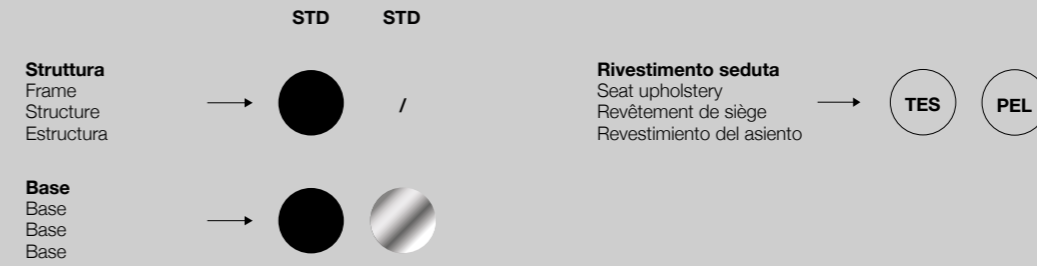 STD STD
Struttura
Frame
Structure
Estructura
/
Base
Base
Base
Base
Rivestimento seduta
Seat upholstery
Revêtement de siège
Revestimiento del asiento
TES PEL